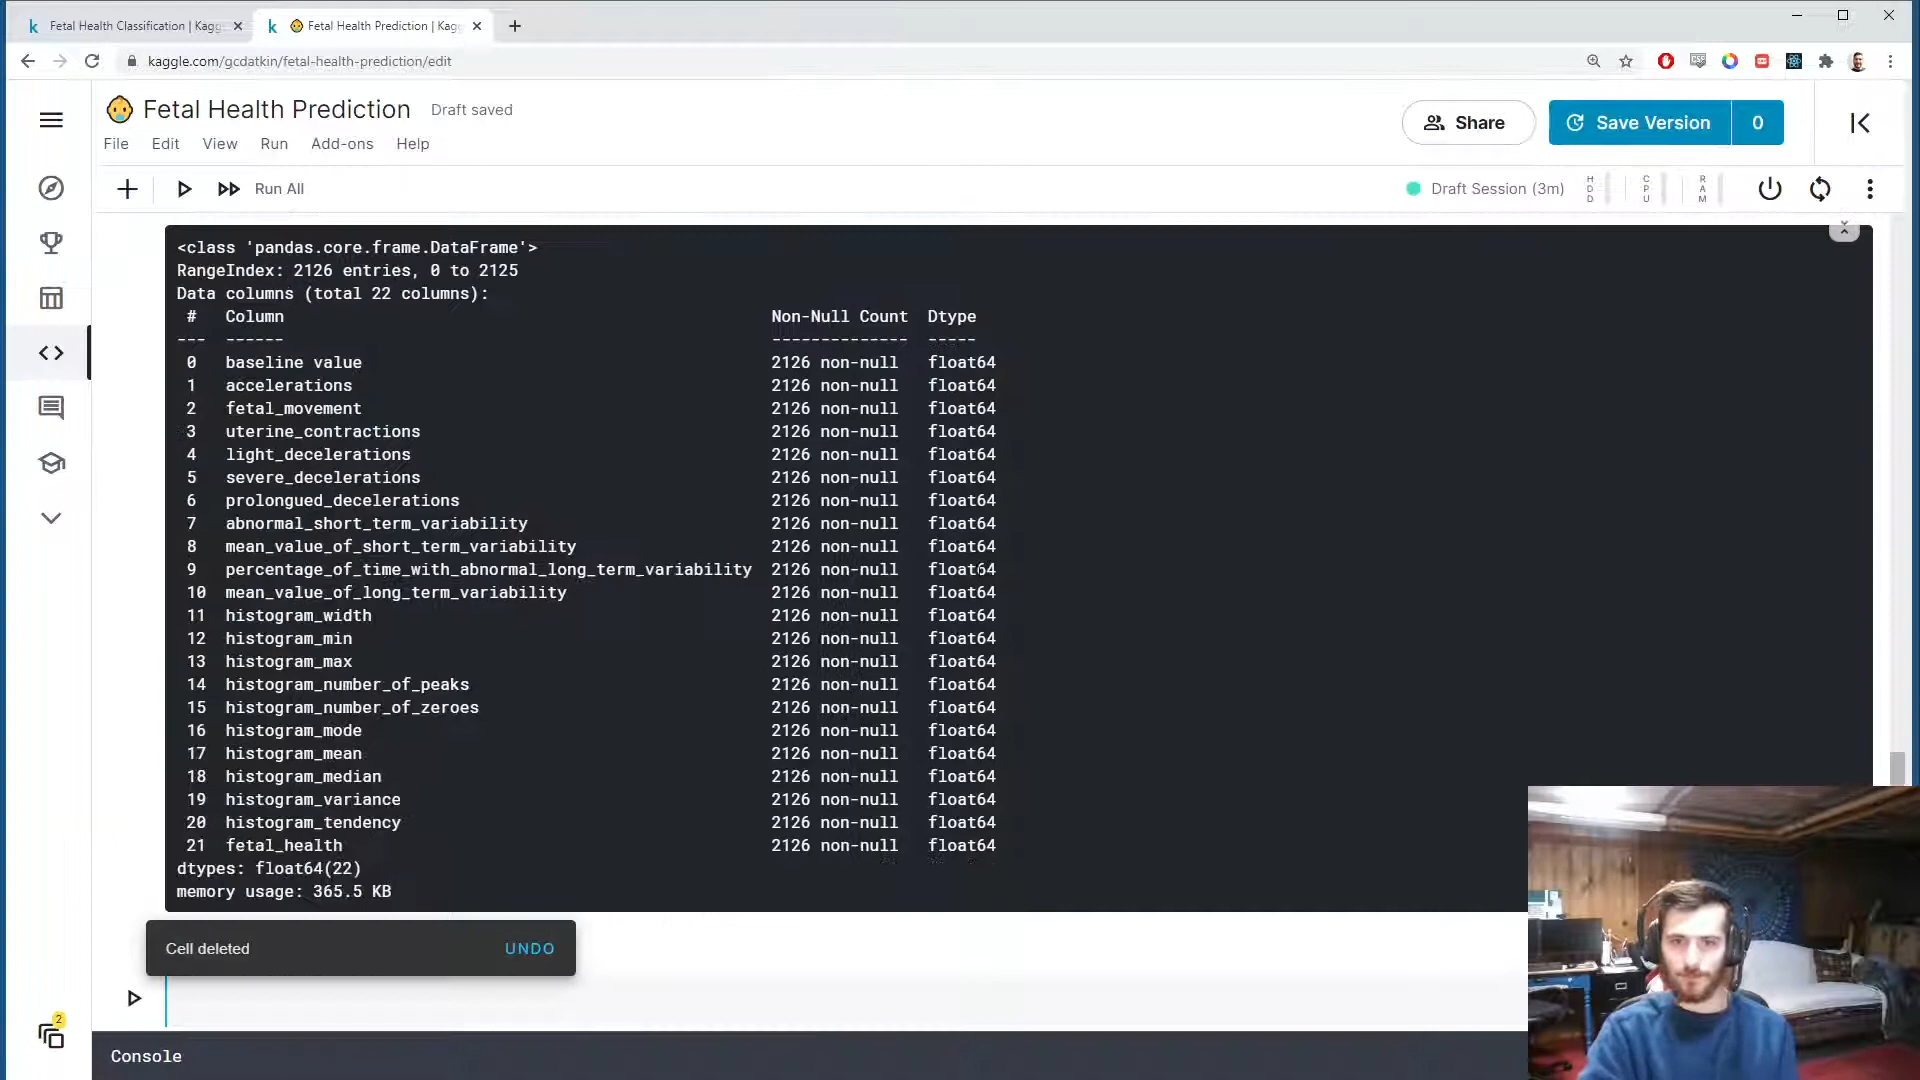 Fetal Health Classification | Kagg
Fetal Health Prediction | Kagg
kaggle.com/gcdatkin/fetal-health-prediction/edit
Fetal Health Prediction
Draft saved
Share
Save Version
0
File Edit View Run Add-ons Help
Run All
Draft Session (3m)
HDD
CPU
RAM
<class 'pandas.core.frame.DataFrame'>
RangeIndex: 2126 entries, 0 to 2125
Data columns (total 22 columns):
# Column Non-Null Count Dtype
--- ------ -------------- -----
0 baseline value 2126 non-null float64
1 accelerations 2126 non-null float64
2 fetal_movement 2126 non-null float64
3 uterine_contractions 2126 non-null float64
4 light_decelerations 2126 non-null float64
5 severe_decelerations 2126 non-null float64
6 prolongued_decelerations 2126 non-null float64
7 abnormal_short_term_variability 2126 non-null float64
8 mean_value_of_short_term_variability 2126 non-null float64
9 percentage_of_time_with_abnormal_long_term_variability 2126 non-null float64
10 mean_value_of_long_term_variability 2126 non-null float64
11 histogram_width 2126 non-null float64
12 histogram_min 2126 non-null float64
13 histogram_max 2126 non-null float64
14 histogram_number_of_peaks 2126 non-null float64
15 histogram_number_of_zeroes 2126 non-null float64
16 histogram_mode 2126 non-null float64
17 histogram_mean 2126 non-null float64
18 histogram_median 2126 non-null float64
19 histogram_variance 2126 non-null float64
20 histogram_tendency 2126 non-null float64
21 fetal_health 2126 non-null float64
dtypes: float64(22)
memory usage: 365.5 KB
Cell deleted UNDO
2
Console